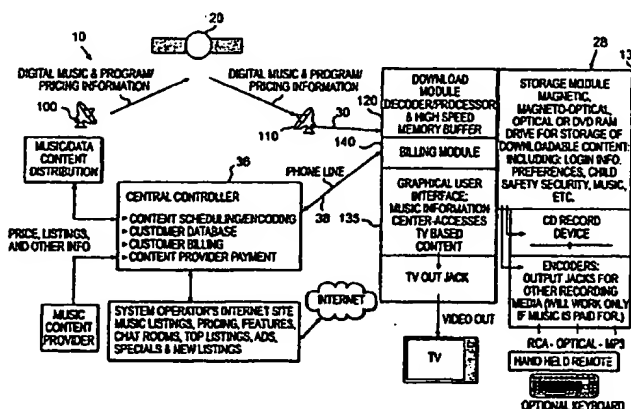 10
20
DIGITAL MUSIC & PROGRAM/
PRICING INFORMATION
100
DIGITAL MUSIC & PROGRAM/
PRICING INFORMATION
110
30
120
140
MUSIC/DATA
CONTENT
DISTRIBUTION
36
CENTRAL CONTROLLER
CONTENT SCHEDULING/ENCODING
CUSTOMER DATABASE
CUSTOMER BILLING
CONTENT PROVIDER PAYMENT
PHONE LINE
38
135
PRICE, LISTINGS,
AND OTHER INFO
MUSIC CONTENT
PROVIDER
SYSTEM OPERATOR'S INTERNET SITE
MUSIC LISTINGS, PRICING, FEATURES,
CHAT ROOMS, TOP LISTINGS, ADS,
SPECIALS & NEW LISTINGS
INTERNET
DOWNLOAD
MODULE
(DECODER/PROCESSOR
& HIGH SPEED
MEMORY BUFFER
BILLING MODULE
GRAPHICAL USER
INTERFACE;
MUSIC INFORMATION
CENTER-ACCESSES
TV BASED
CONTENT
TV OUT JACK
VIDEO OUT
TV
28
13
STORAGE MODULE
MAGNETIC,
MAGNETO-OPTICAL,
OPTICAL OR DVD RAM
DRIVE FOR STORAGE OF
DOWNLOADABLE CONTENT:
INCLUDING: LOGIN INFO.
PREFERENCES, CHILD
SAFETY SECURITY, MUSIC,
ETC.
CD RECORD
DEVICE
ENCODERS:
OUTPUT JACKS FOR
OTHER RECORDING
MEDIA (WILL WORK ONLY
IF MUSIC IS PAID FOR.)
RCA - OPTICAL - MP3
HAND HELD REMOTE
OPTIONAL KEYBOARD